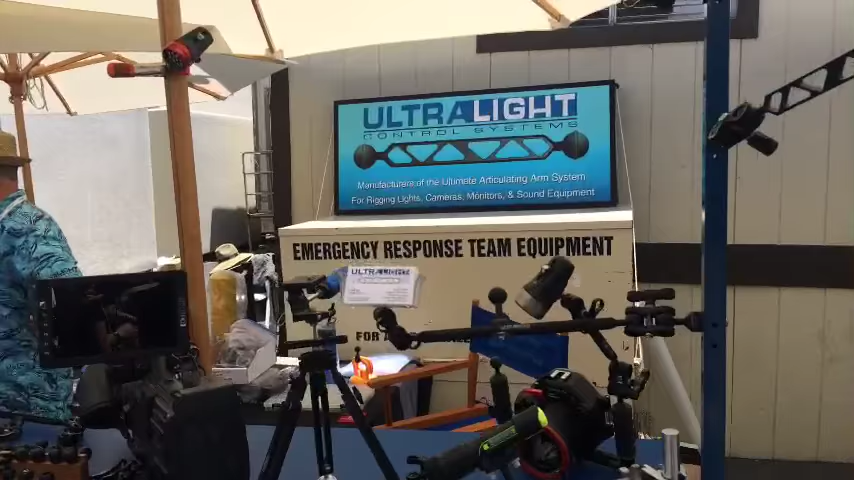 ULTRALIGHT
CONTROL SYSTEMS
Manufacturers of the Ultimate Articulating Arm System
For Rigging Lights, Cameras, Monitors, & Sound Equipment
EMERGENCY RESPONSE TEAM EQUIPMENT
ULTRALIGHT
FOR